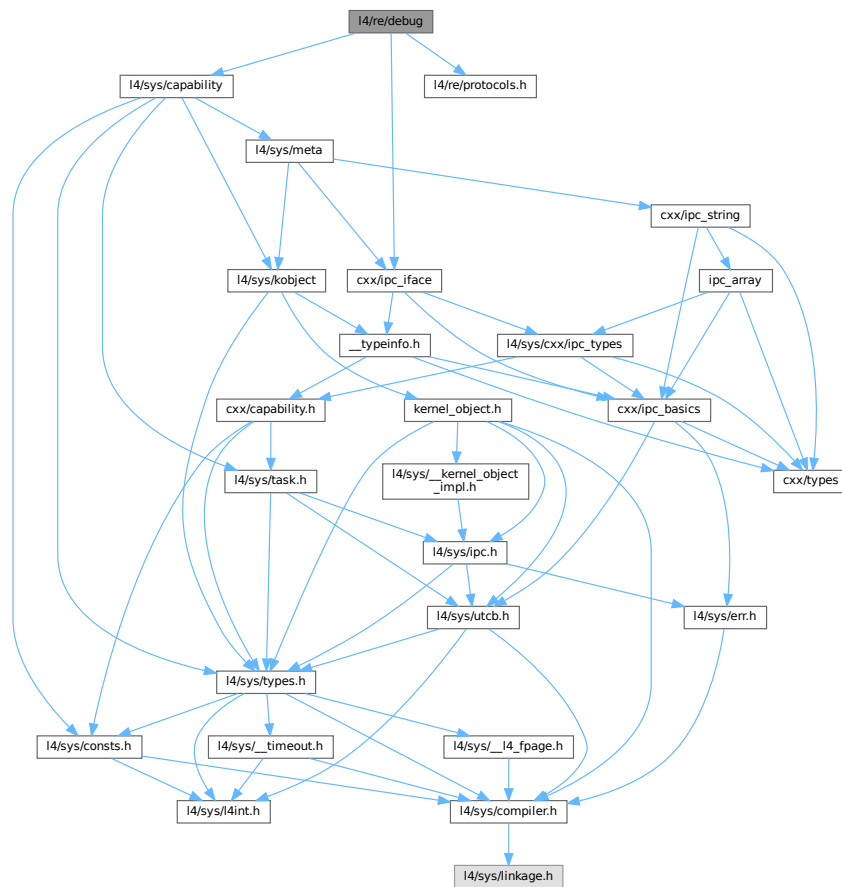 l4/re/debug
l4/sys/capability
l4/re/protocols.h
l4/sys/meta
cxx/ipc_string
l4/sys/kobject
cxx/ipc_iface
ipc_array
__typeinfo.h
l4/sys/cxx/ipc_types
cxx/capability.h
kernel_object.h
cxx/ipc_basics
l4/sys/task.h
l4/sys/__kernel_object
_impl.h
cxx/types
l4/sys/ipc.h
l4/sys/utcb.h
l4/sys/err.h
l4/sys/types.h
l4/sys/consts.h
l4/sys/__timeout.h
l4/sys/__l4_fpage.h
l4/sys/l4int.h
l4/sys/compiler.h
l4/sys/linkage.h